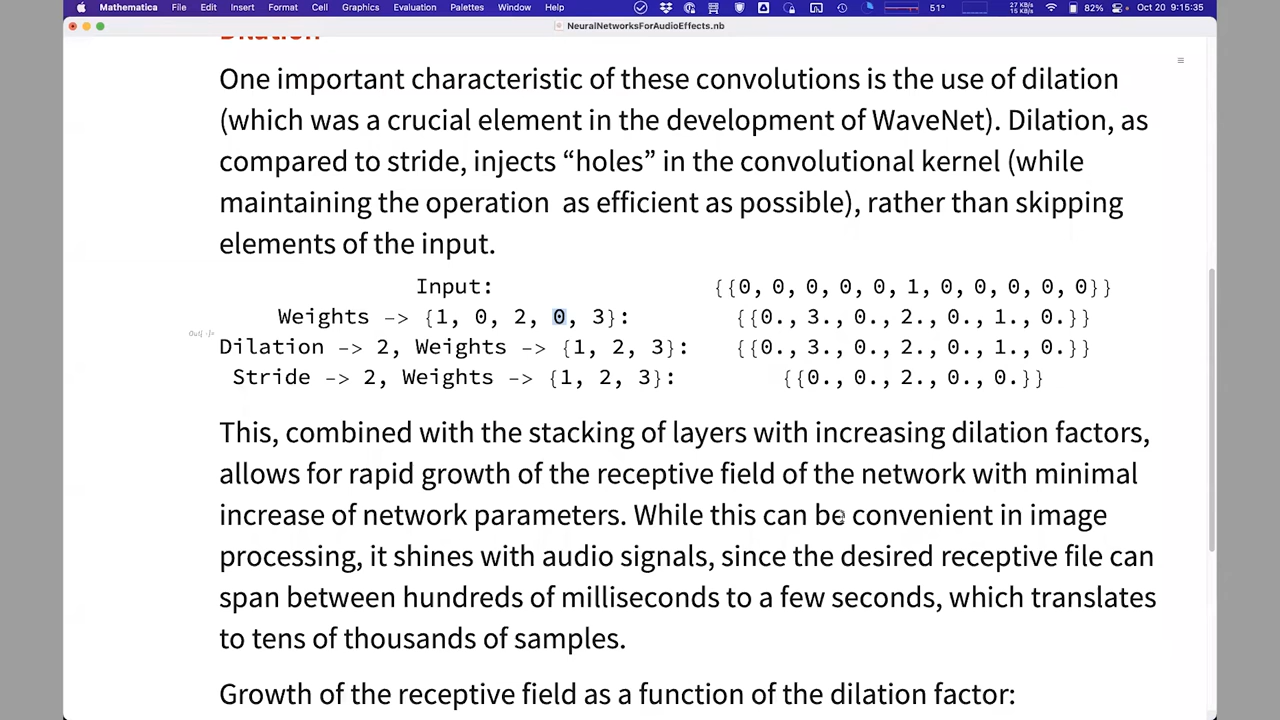 Mathematica File Edit Insert Format Cell Graphics Evaluation Palettes Window Help 51° 27 KB/s 15 KB/s 82% Oct 20 9:15:35
NeuralNetworksForAudioEffects.nb
Dilation
One important characteristic of these convolutions is the use of dilation
(which was a crucial element in the development of WaveNet). Dilation, as
compared to stride, injects “holes” in the convolutional kernel (while
maintaining the operation as efficient as possible), rather than skipping
elements of the input.
Input: {{0, 0, 0, 0, 0, 1, 0, 0, 0, 0, 0}}
Weights -> {1, 0, 2, 0, 3}: {{0., 3., 0., 2., 0., 1., 0.}}
Out[•]=
Dilation -> 2, Weights -> {1, 2, 3}: {{0., 3., 0., 2., 0., 1., 0.}}
Stride -> 2, Weights -> {1, 2, 3}: {{0., 0., 2., 0., 0.}}
This, combined with the stacking of layers with increasing dilation factors,
allows for rapid growth of the receptive field of the network with minimal
increase of network parameters. While this can be convenient in image
processing, it shines with audio signals, since the desired receptive file can
span between hundreds of milliseconds to a few seconds, which translates
to tens of thousands of samples.
Growth of the receptive field as a function of the dilation factor: